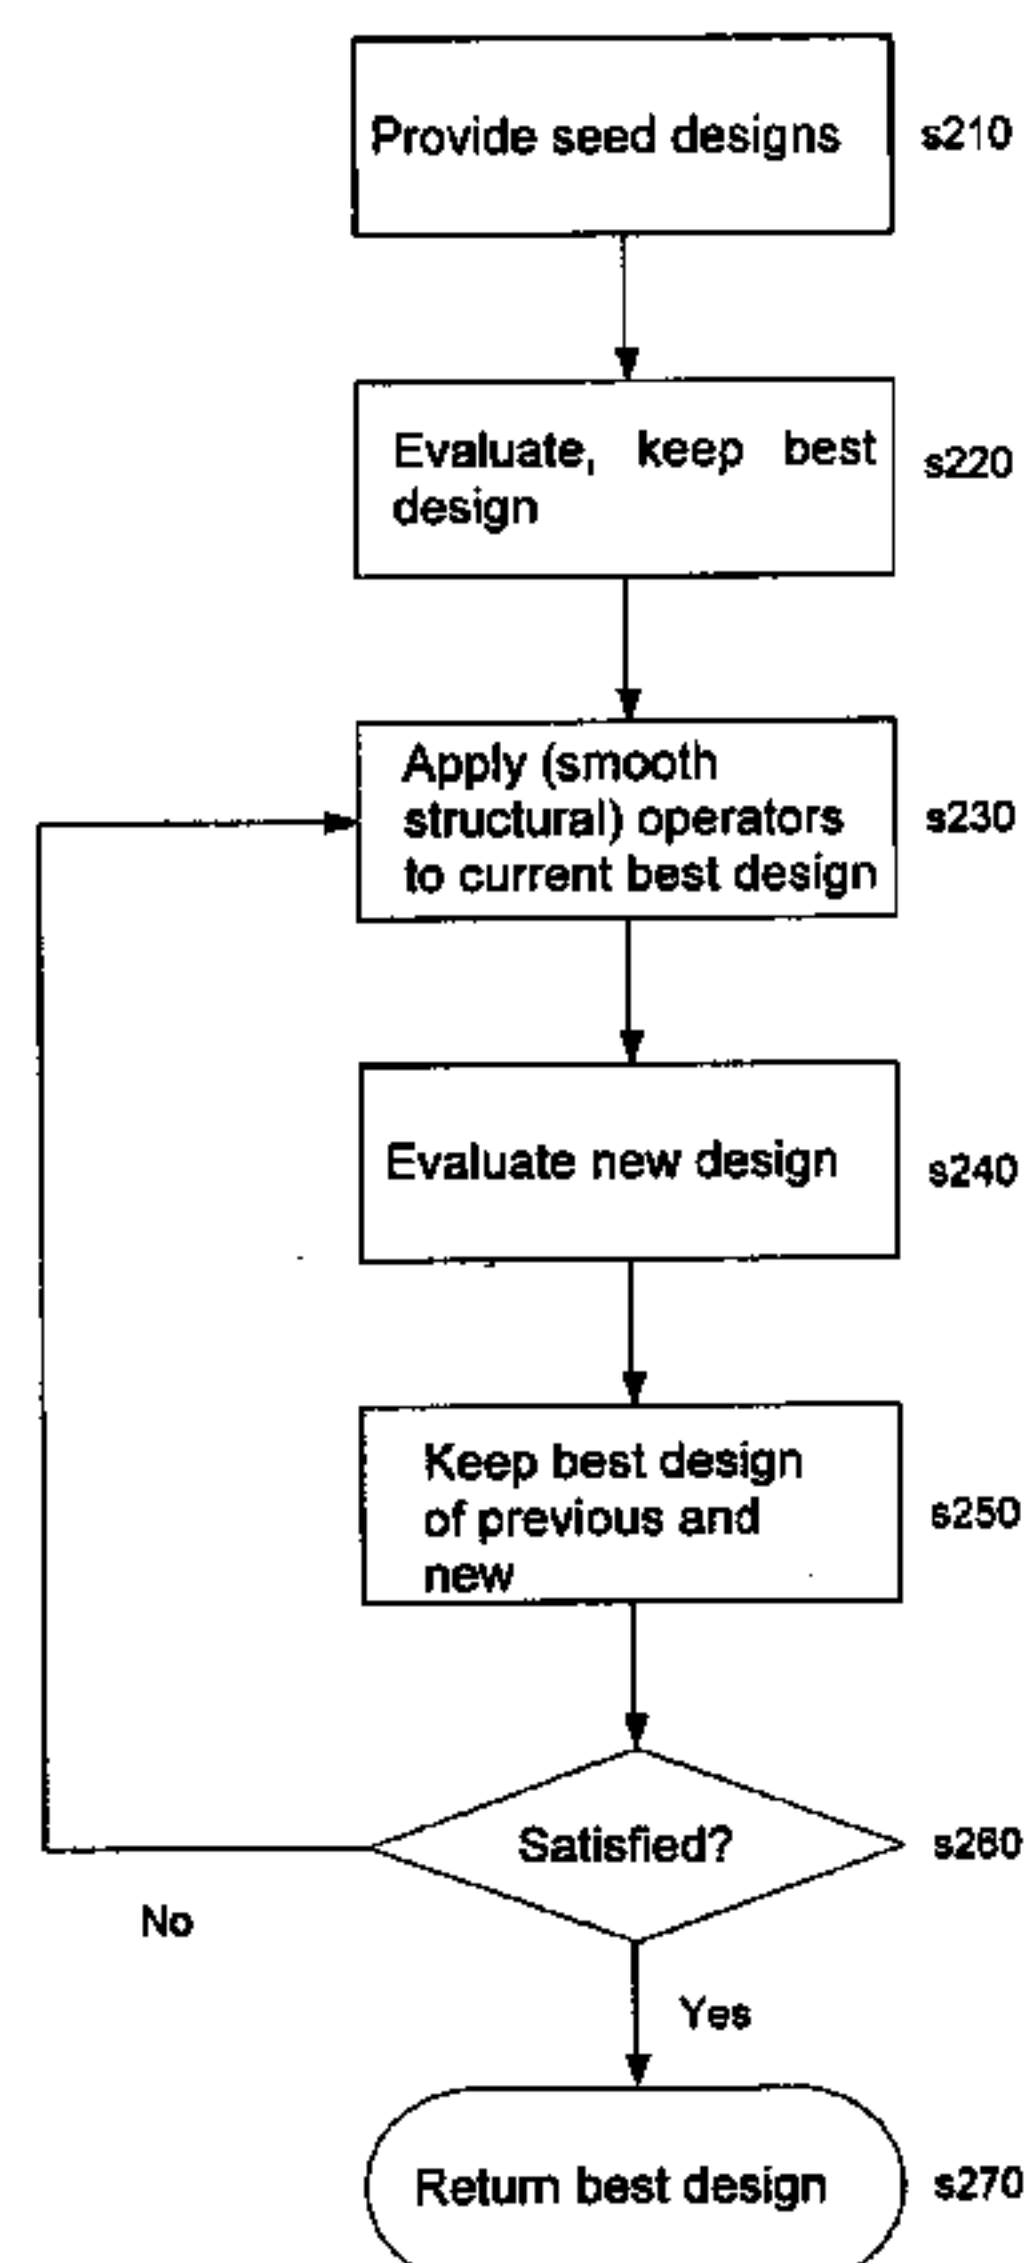 Provide seed designs
s210
Evaluate, keep best
design
s220
Apply (smooth
structural) operators
to current best design
s230
Evaluate new design
s240
Keep best design
of previous and
new
s250
Satisfied?
s260
No
Yes
Return best design
s270